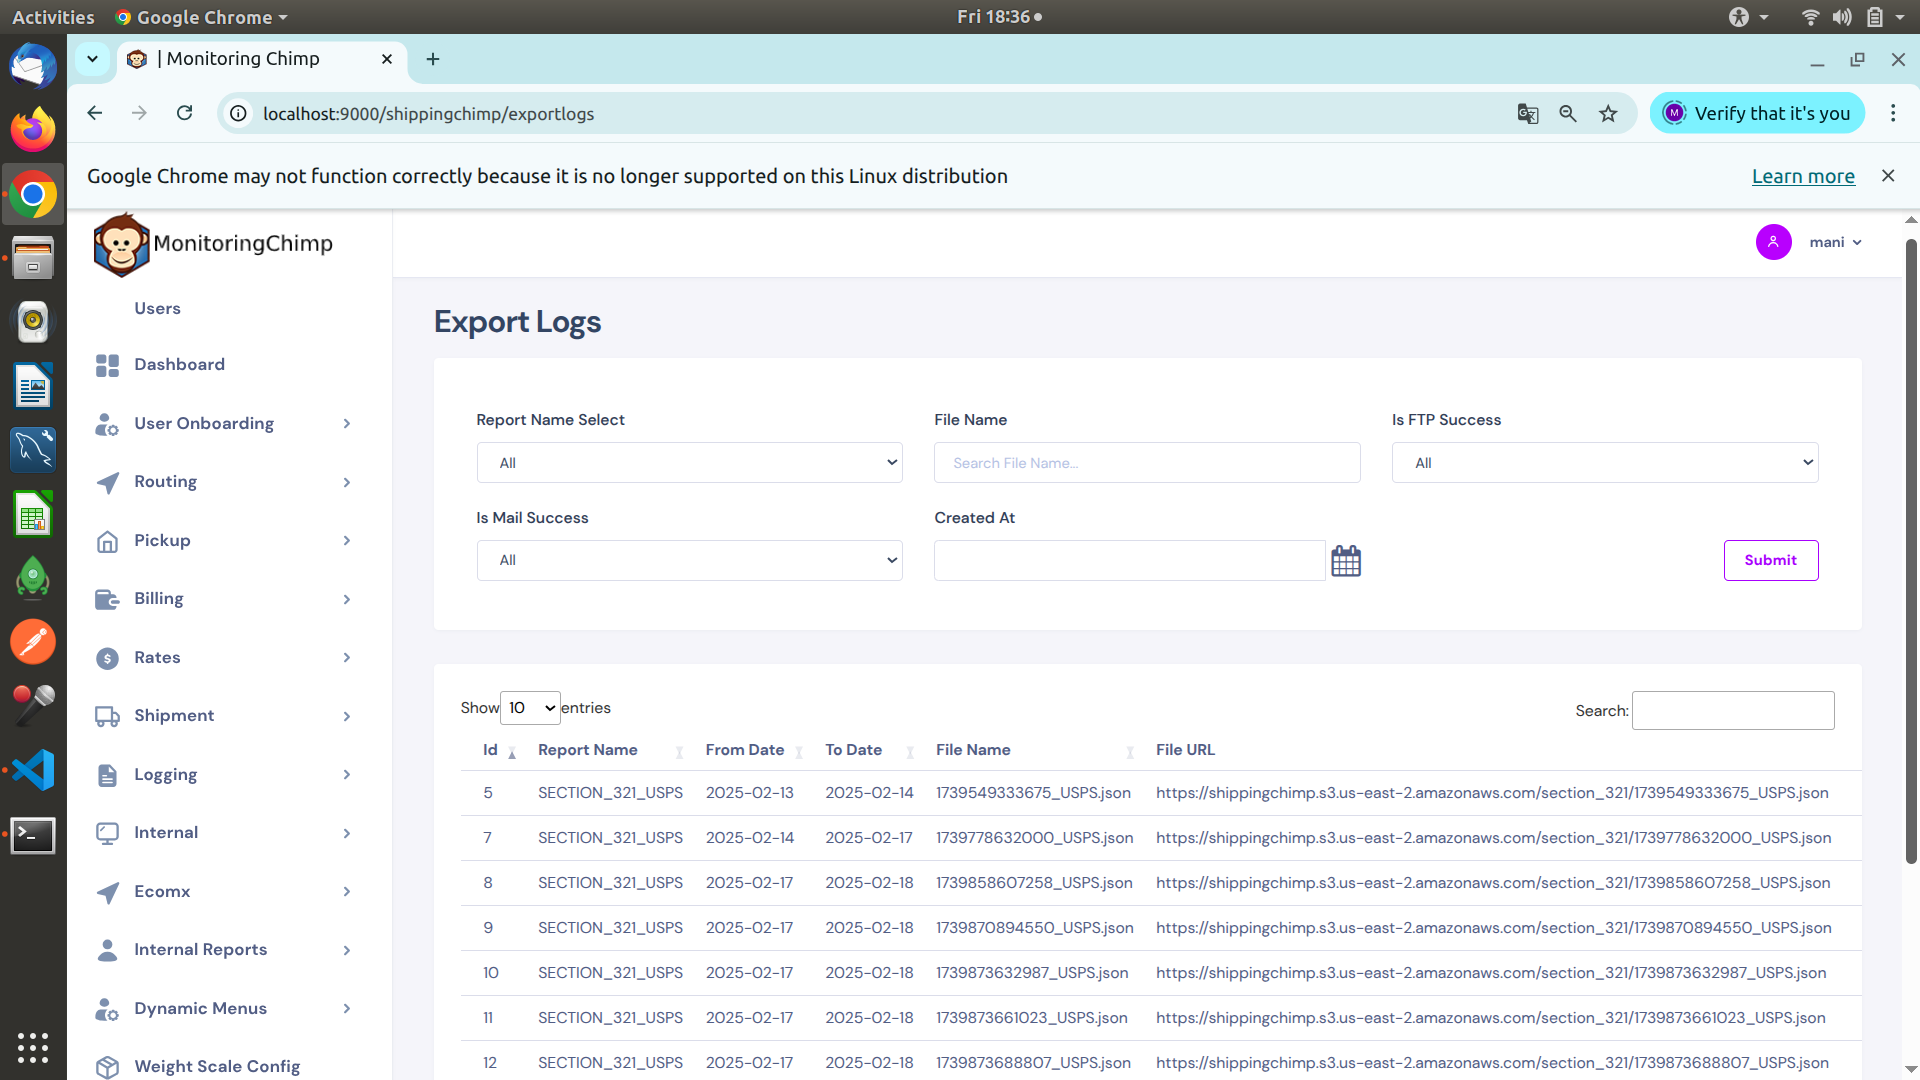 Activities
Google Chrome
Fri 18:36
| Monitoring Chimp
localhost:9000/shippingchimp/exportlogs
M
Verify that it's you
Google Chrome may not function correctly because it is no longer supported on this Linux distribution
Learn more
MonitoringChimp
mani
Users
Dashboard
User Onboarding
Routing
Pickup
Billing
Rates
Shipment
Logging
Internal
Ecomx
Internal Reports
Dynamic Menus
Weight Scale Config
Export Logs
Report Name Select
File Name
Is FTP Success
All
Search File Name...
All
Is Mail Success
Created At
All
Submit
Show 10 entries
Search:
Id Report Name From Date To Date File Name File URL
5 SECTION_321_USPS 2025-02-13 2025-02-14 1739549333675_USPS.json https://shippingchimp.s3.us-east-2.amazonaws.com/section_321/1739549333675_USPS.json
7 SECTION_321_USPS 2025-02-14 2025-02-17 1739778632000_USPS.json https://shippingchimp.s3.us-east-2.amazonaws.com/section_321/1739778632000_USPS.json
8 SECTION_321_USPS 2025-02-17 2025-02-18 1739858607258_USPS.json https://shippingchimp.s3.us-east-2.amazonaws.com/section_321/1739858607258_USPS.json
9 SECTION_321_USPS 2025-02-17 2025-02-18 1739870894550_USPS.json https://shippingchimp.s3.us-east-2.amazonaws.com/section_321/1739870894550_USPS.json
10 SECTION_321_USPS 2025-02-17 2025-02-18 1739873632987_USPS.json https://shippingchimp.s3.us-east-2.amazonaws.com/section_321/1739873632987_USPS.json
11 SECTION_321_USPS 2025-02-17 2025-02-18 1739873661023_USPS.json https://shippingchimp.s3.us-east-2.amazonaws.com/section_321/1739873661023_USPS.json
12 SECTION_321_USPS 2025-02-17 2025-02-18 1739873688807_USPS.json https://shippingchimp.s3.us-east-2.amazonaws.com/section_321/1739873688807_USPS.json